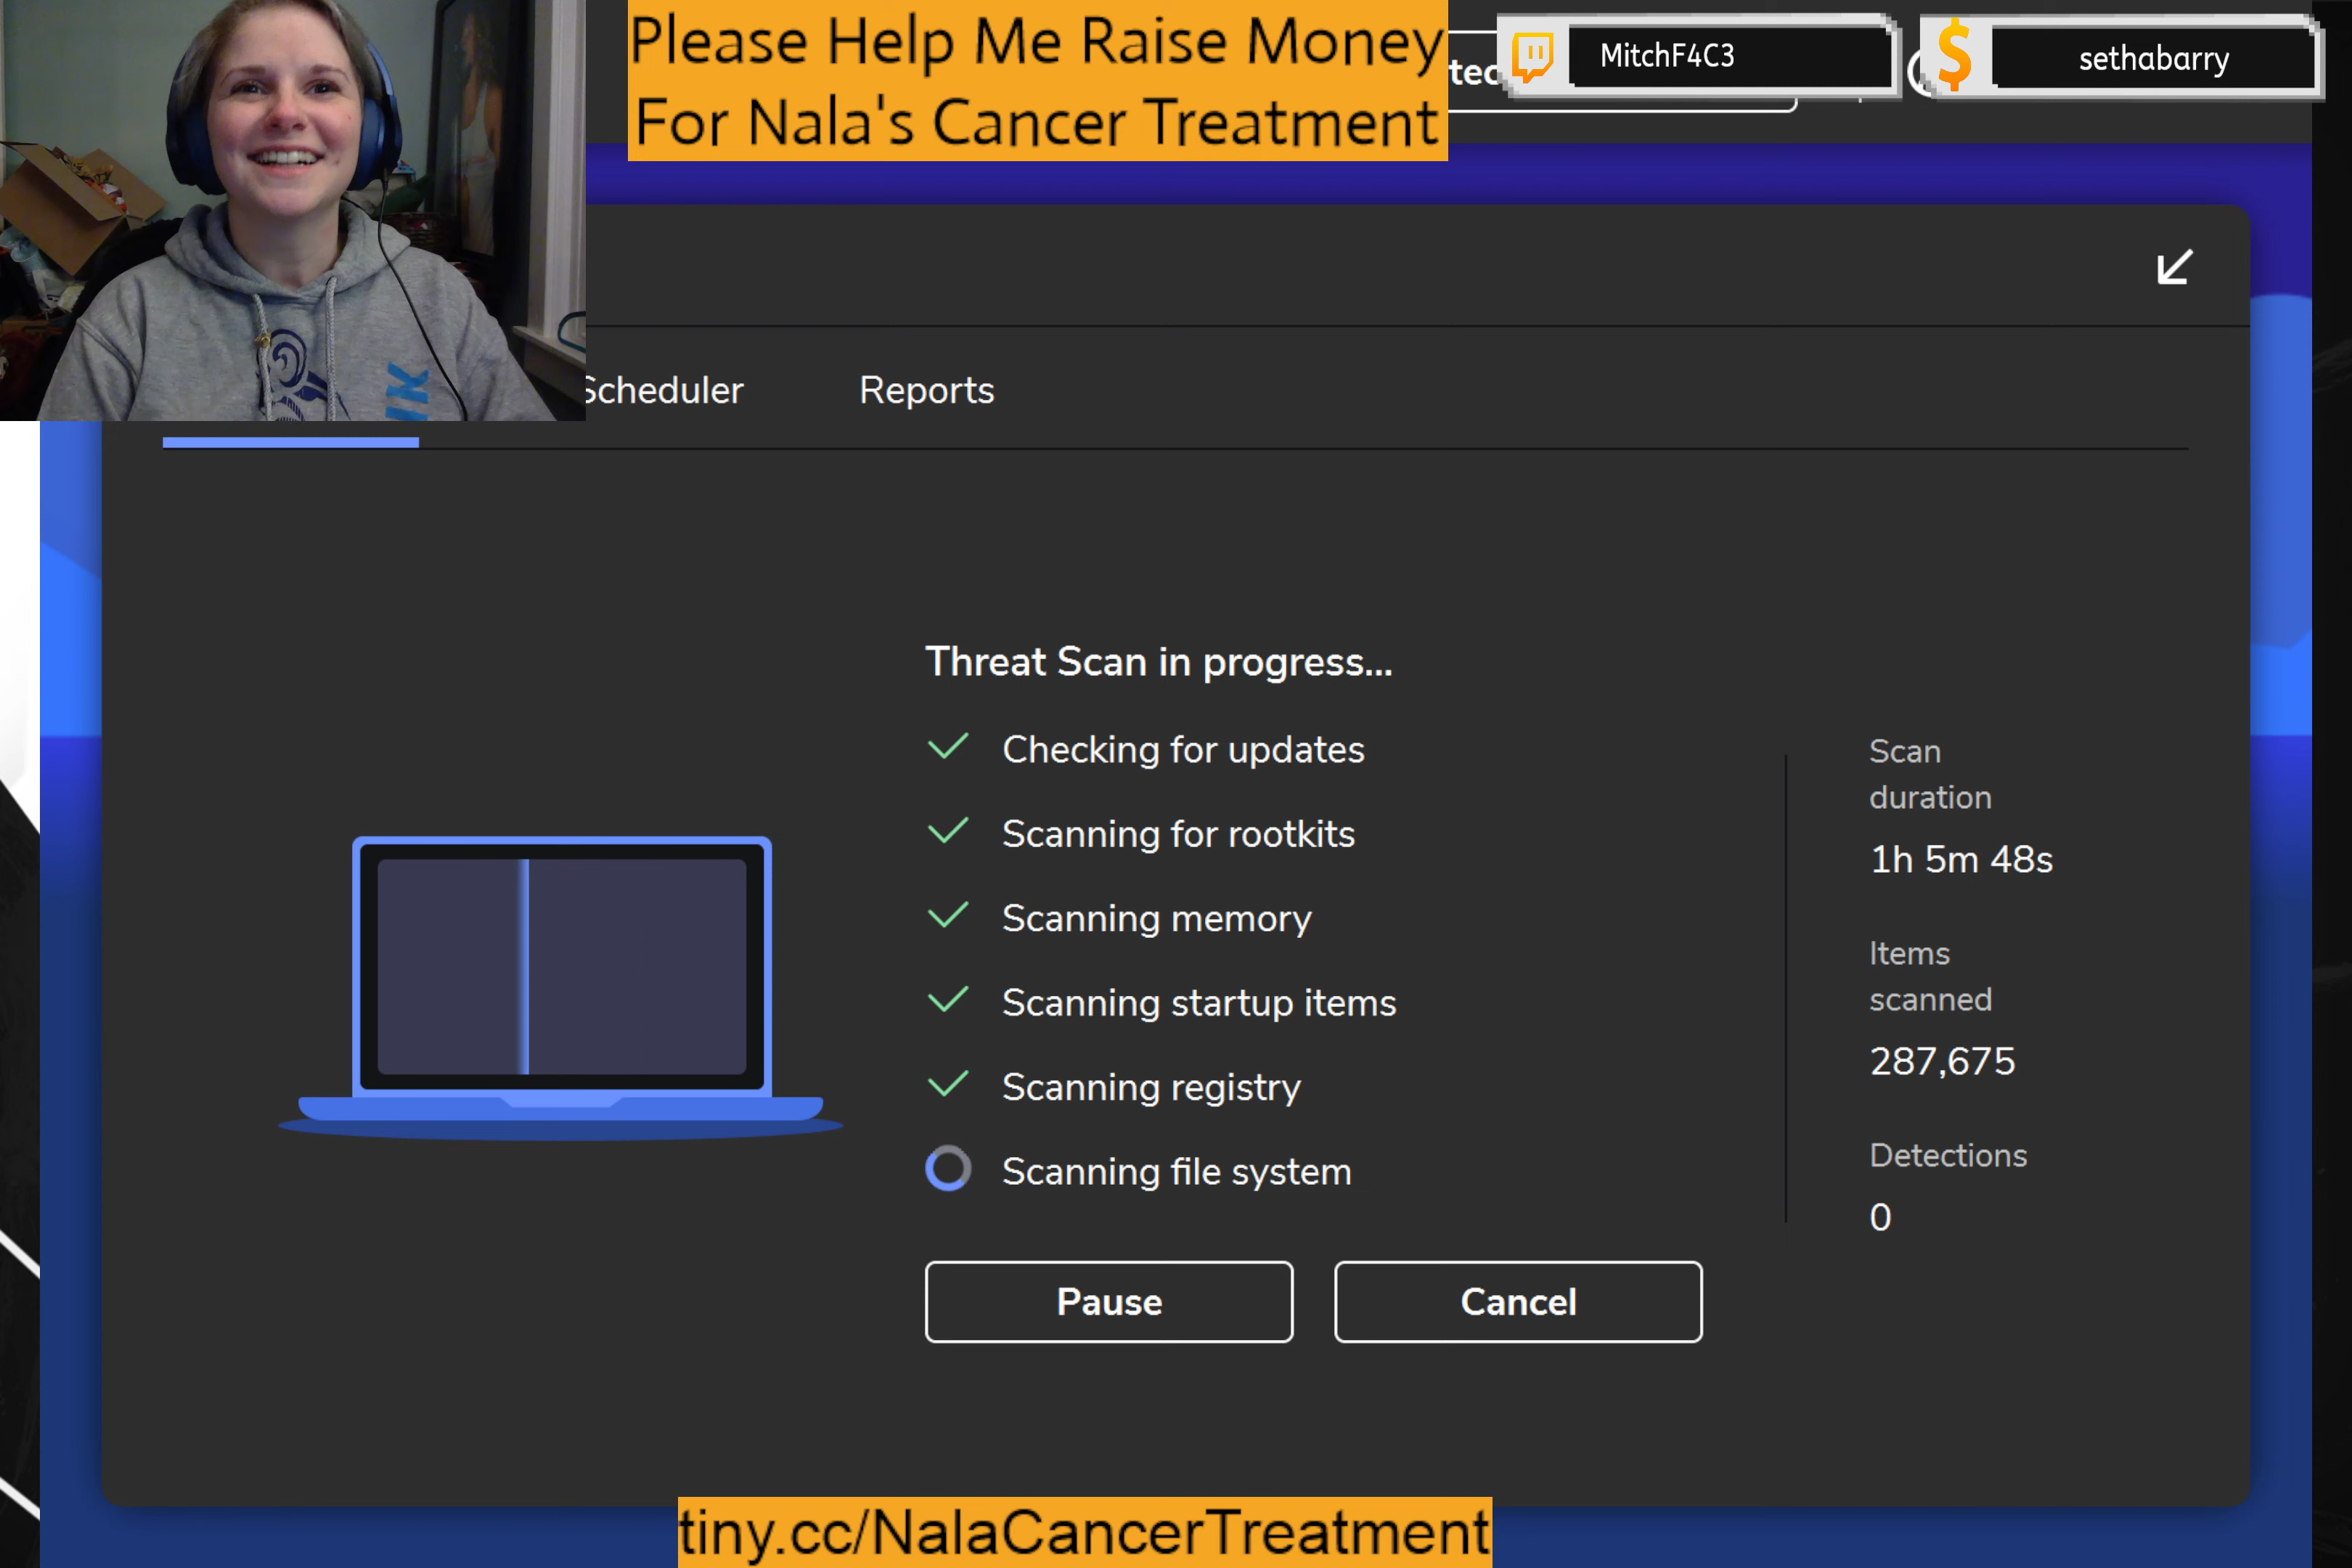 Please Help Me Raise Money
For Nala's Cancer Treatment
MitchF4C3
$
sethabarry
Scheduler
Reports
Threat Scan in progress...
Checking for updates
Scanning for rootkits
Scanning memory
Scanning startup items
Scanning registry
Scanning file system
Pause
Cancel
Scan
duration
1h 5m 48s
Items
scanned
287,675
Detections
0
tiny.cc/NalaCancerTreatment